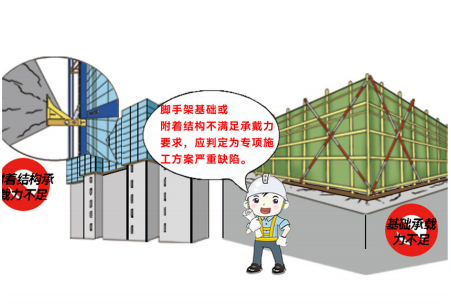 脚手架基础或
附着结构不满足承戴力
要求，应判定为专项施
工方案严重缺陷。
附着结构承
载力不足
基础承载
力不足